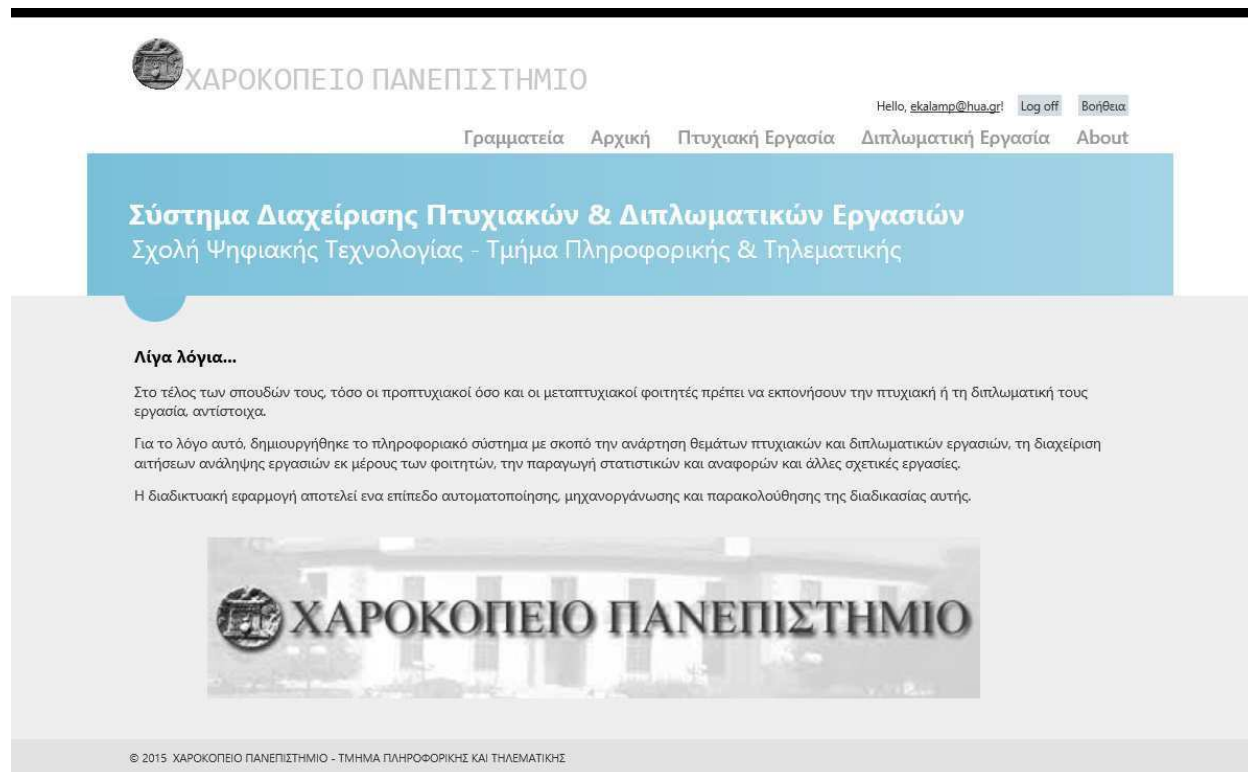 ΧΑΡΟΚΟΠΕΙΟ ΠΑΝΕΠΙΣΤΗΜΙΟ
Hello, ekalamp@hua.gr! Log off Βοήθεια
Γραμματεία Αρχική Πτυχιακή Εργασία Διπλωματική Εργασία About
Σύστημα Διαχείρισης Πτυχιακών & Διπλωματικών Εργασιών
Σχολή Ψηφιακής Τεχνολογίας - Τμήμα Πληροφορικής & Τηλεματικής
Λίγα λόγια...
Στο τέλος των σπουδών τους, τόσο οι προπτυχιακοί όσο και οι μεταπτυχιακοί φοιτητές πρέπει να εκπονήσουν την πτυχιακή ή τη διπλωματική τους
εργασία, αντίστοιχα.
Για το λόγο αυτό, δημιουργήθηκε το πληροφοριακό σύστημα με σκοπό την ανάρτηση θεμάτων πτυχιακών και διπλωματικών εργασιών, τη διαχείριση
αιτήσεων ανάληψης εργασιών εκ μέρους των φοιτητών, την παραγωγή στατιστικών και αναφορών και άλλες σχετικές εργασίες.
Η διαδικτυακή εφαρμογή αποτελεί ενα επίπεδο αυτοματοποίησης, μηχανοργάνωσης και παρακολούθησης της διαδικασίας αυτής.
ΧΑΡΟΚΟΠΕΙΟ ΠΑΝΕΠΙΣΤΗΜΙΟ
© 2015 ΧΑΡΟΚΟΠΕΙΟ ΠΑΝΕΠΙΣΤΗΜΙΟ - ΤΜΗΜΑ ΠΛΗΡΟΦΟΡΙΚΗΣ ΚΑΙ ΤΗΛΕΜΑΤΙΚΗΣ